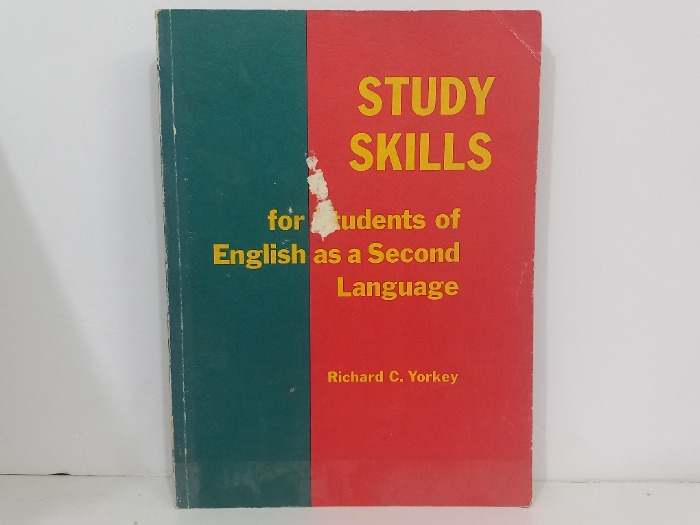 STUDY
SKILLS
for Students of
English as a Second
Language
Richard C. Yorkey